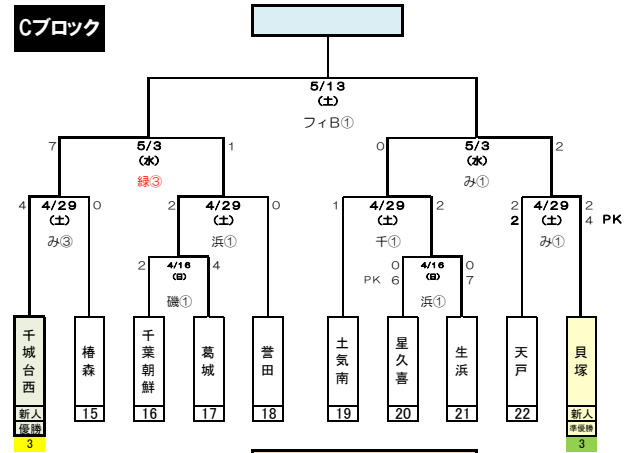 Cブロック
5/13
(土)
フィB①
7 5/3 1 0 5/3 2
(水) (水)
緑③ み①
4 4/29 0 2 4/29 0 1 4/29 2 2 4/29 2
(土) (土) (土) 2 (土) 4 PK
み③ 浜① 千① み①
2 4/16 4 0 4/16 0
(日) PK 6 (日) 7
磯① 浜①
千城台西 椿森 千葉朝鮮 葛城 誉田 土気南 星久喜 生浜 天戸 貝塚
新人 15 16 17 18 19 20 21 22 新人
優勝 準優勝
3 3